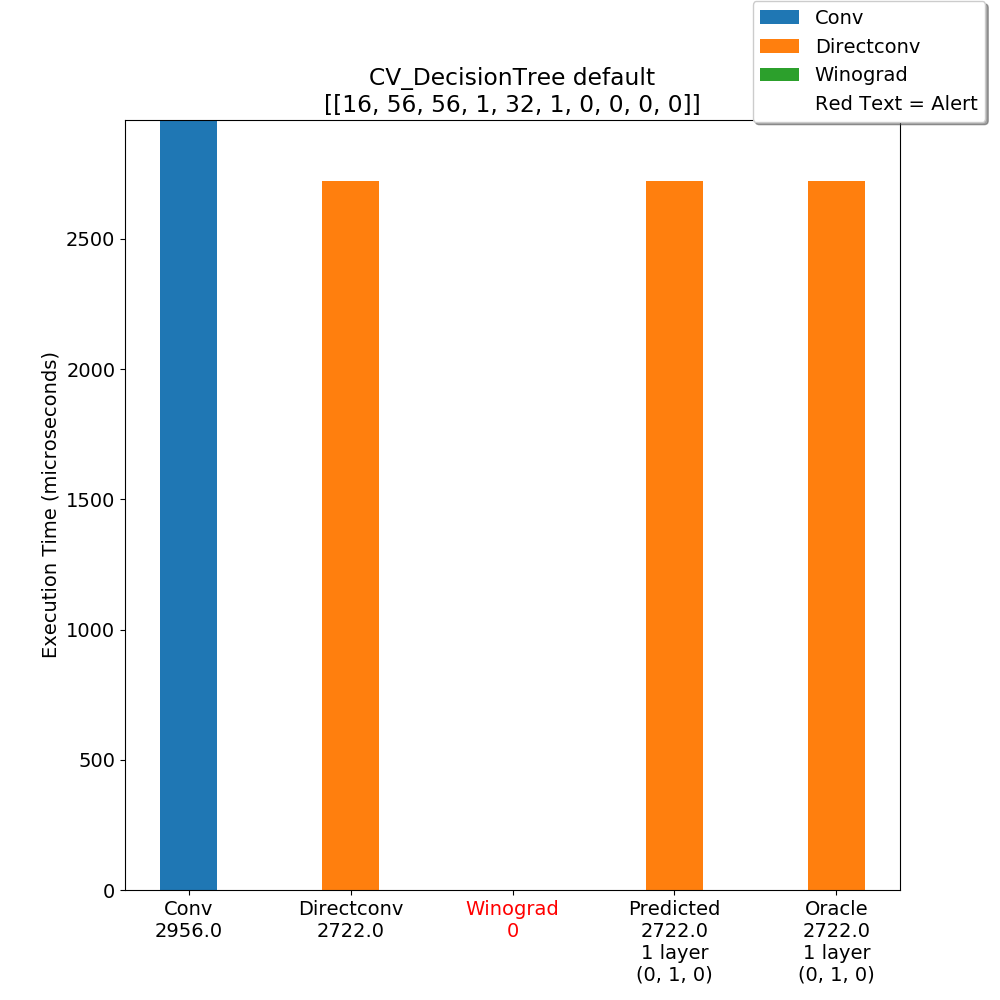 Conv
Directconv
Winograd
Red Text = Alert
CV_DecisionTree default
[[16, 56, 56, 1, 32, 1, 0, 0, 0, 0]]
Execution Time (microseconds)
2500
2000
1500
1000
500
0
Conv
2956.0
Directconv
2722.0
Winograd
0
Predicted
2722.0
1 layer
(0, 1, 0)
Oracle
2722.0
1 layer
(0, 1, 0)